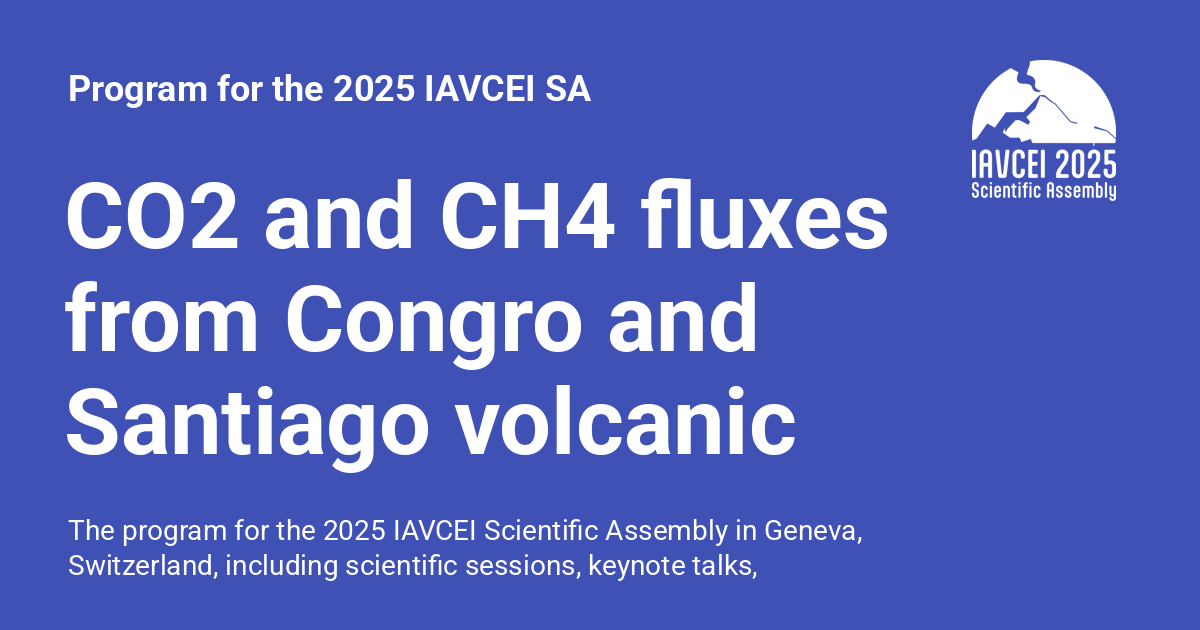 Program for the 2025 IAVCEI SA
IAVCEI 2025
Scientific Assembly
CO2 and CH4 fluxes
from Congro and
Santiago volcanic
The program for the 2025 IAVCEI Scientific Assembly in Geneva,
Switzerland, including scientific sessions, keynote talks,